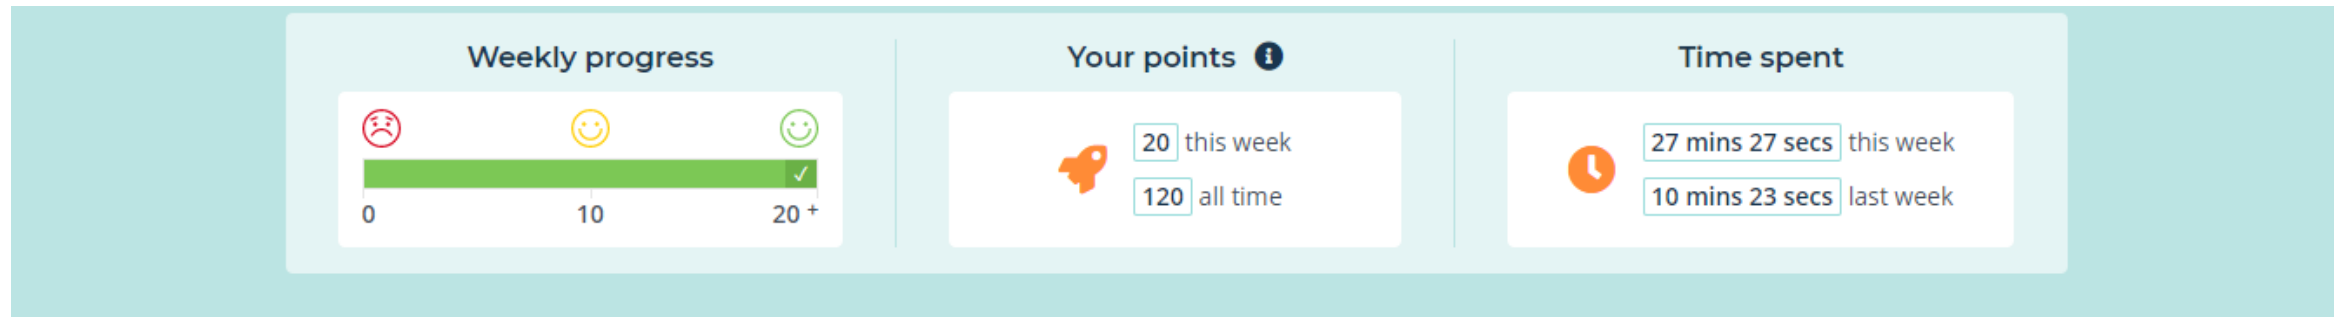 Weekly progress
0 10 20 +
Your points
20 this week
120 all time
Time spent
27 mins 27 secs this week
10 mins 23 secs last week